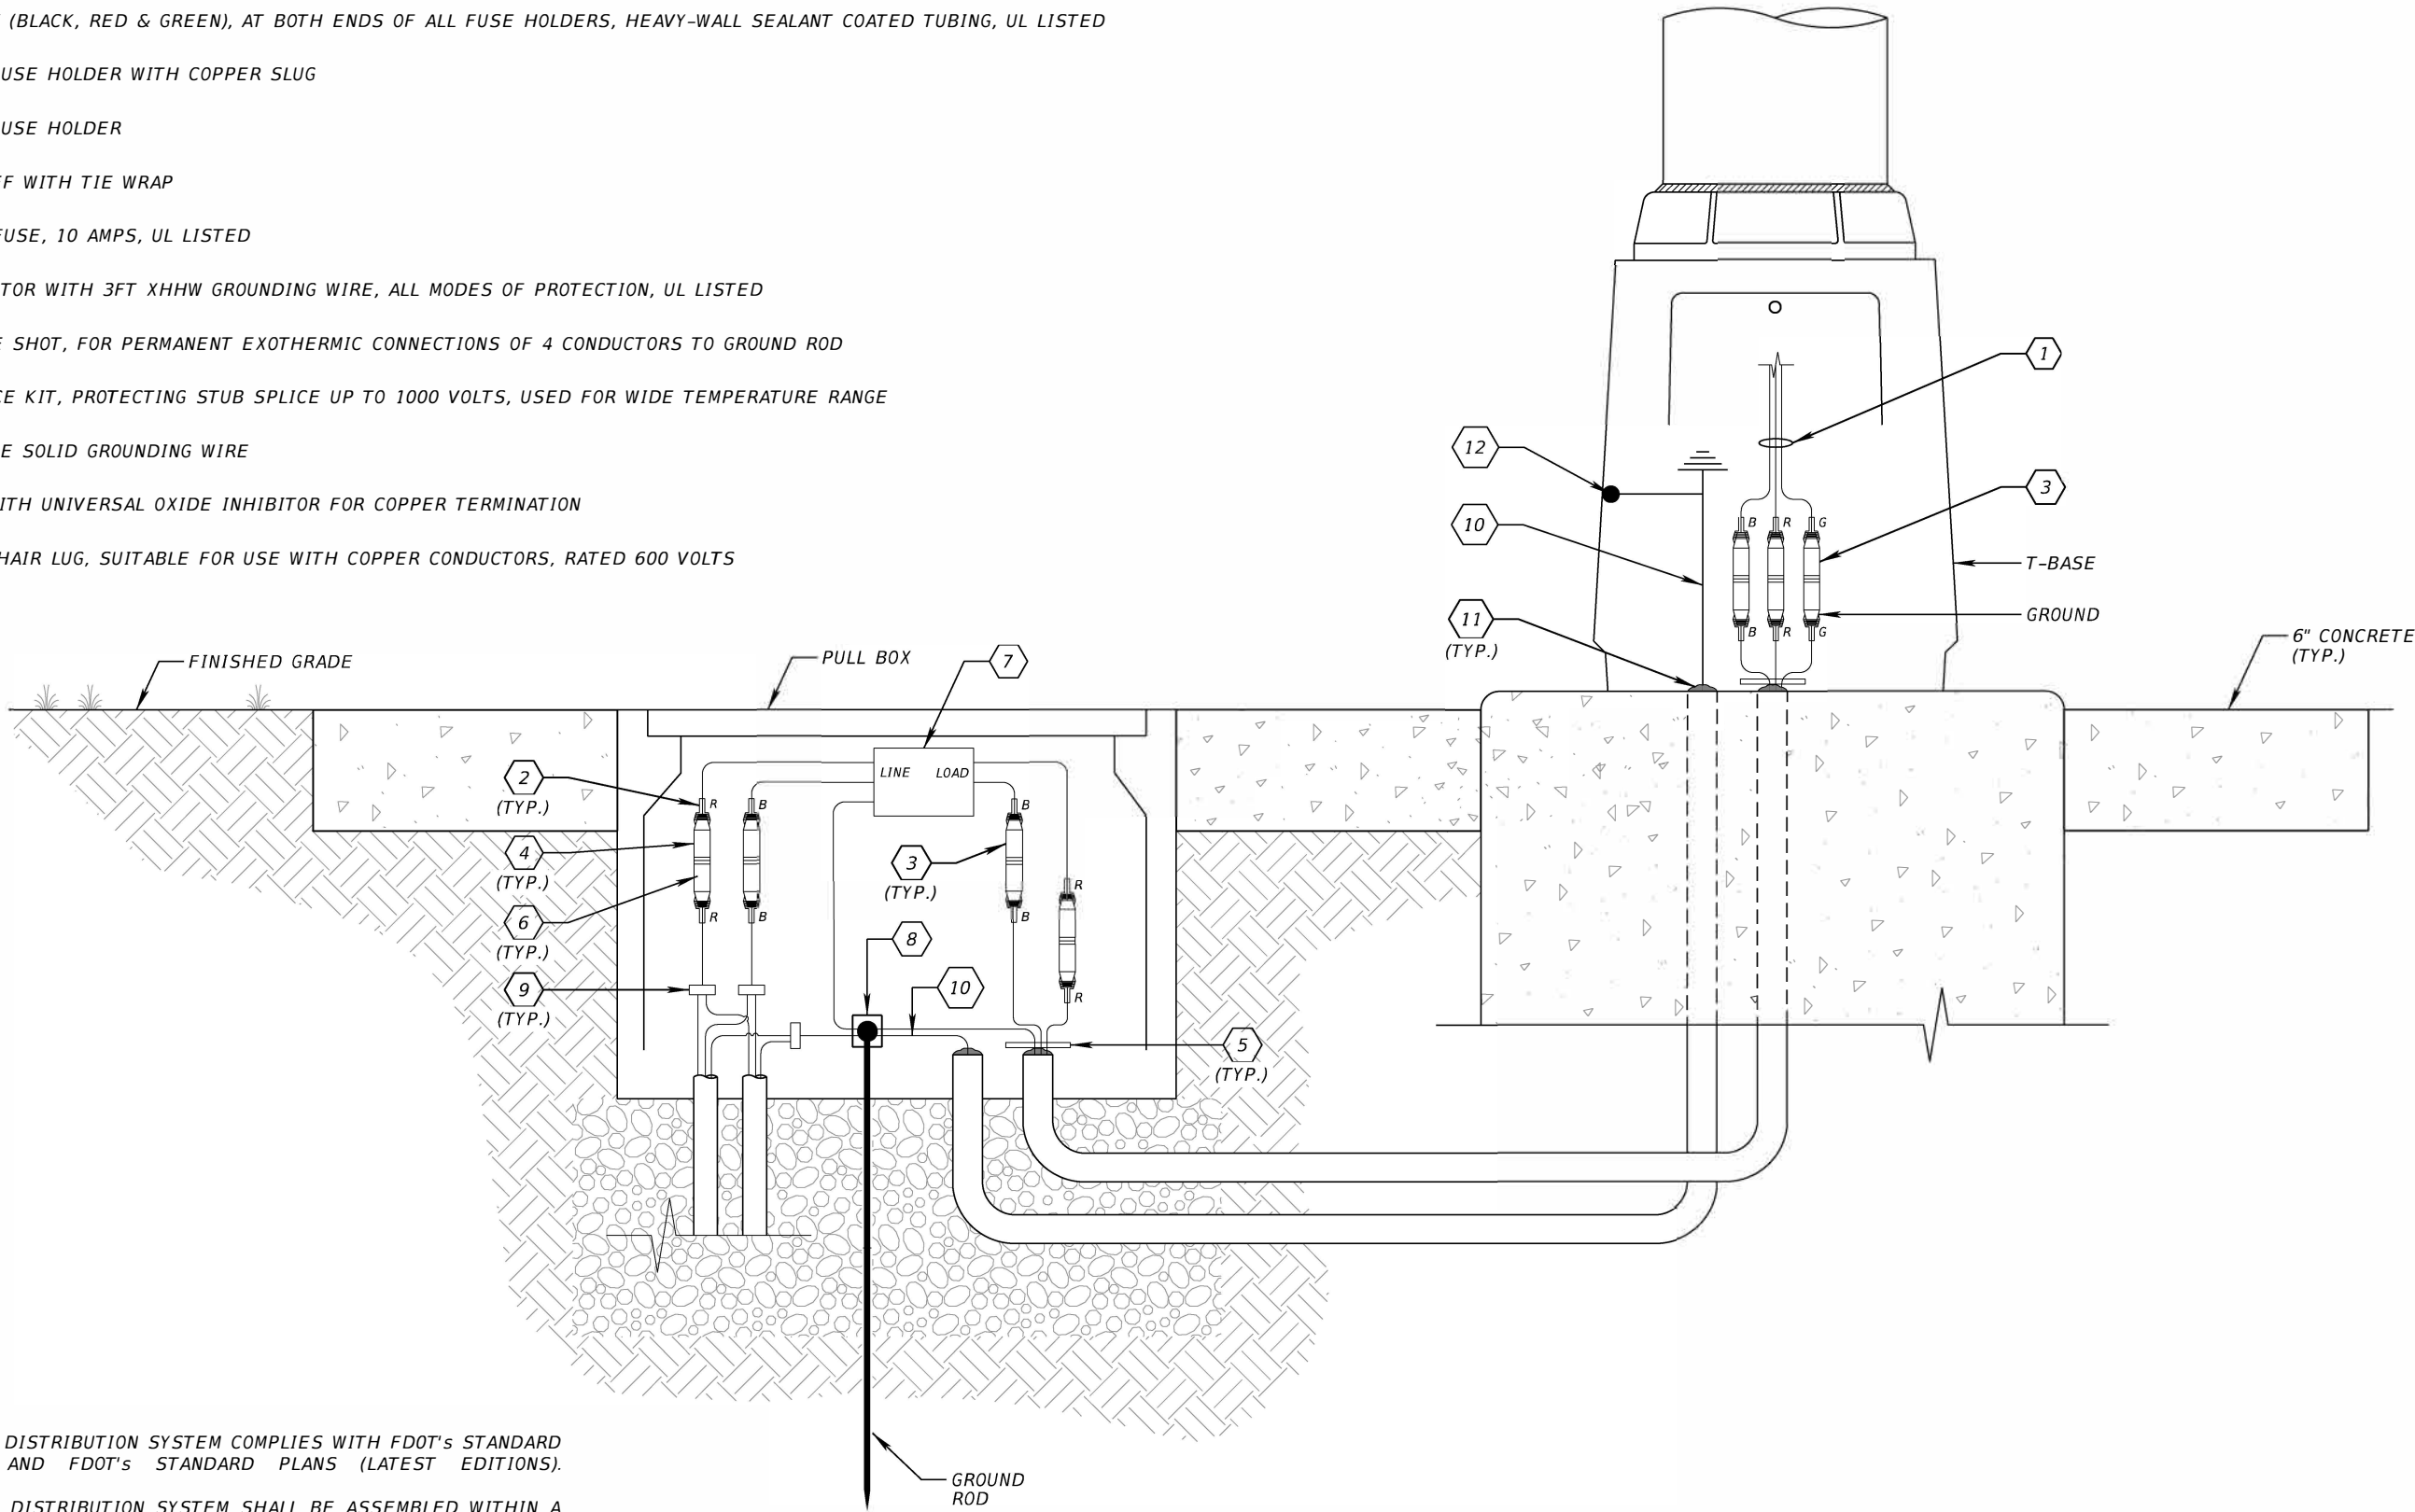 (BLACK, RED & GREEN), AT BOTH ENDS OF ALL FUSE HOLDERS, HEAVY-WALL SEALANT COATED TUBING, UL LISTED
USE HOLDER WITH COPPER SLUG
USE HOLDER
WITH TIE WRAP
FUSE, 10 AMPS, UL LISTED
TOR WITH 3FT XHHW GROUNDING WIRE, ALL MODES OF PROTECTION, UL LISTED
E SHOT, FOR PERMANENT EXOTHERMIC CONNECTIONS OF 4 CONDUCTORS TO GROUND ROD
CE KIT, PROTECTING STUB SPLICE UP TO 1000 VOLTS, USED FOR WIDE TEMPERATURE RANGE
E SOLID GROUNDING WIRE
ITH UNIVERSAL OXIDE INHIBITOR FOR COPPER TERMINATION
HAIR LUG, SUITABLE FOR USE WITH COPPER CONDUCTORS, RATED 600 VOLTS
1
12
3
10
B R G
T-BASE
GROUND
11
(TYP.)
B R G
6" CONCRETE
(TYP.)
FINISHED GRADE
PULL BOX
7
LINE LOAD
2
(TYP.)
R B
B
4
(TYP.)
3
(TYP.)
R
6
(TYP.)
R B
B
8
9
(TYP.)
10
R
5
(TYP.)
DISTRIBUTION SYSTEM COMPLIES WITH FDOT's STANDARD
AND FDOT's STANDARD PLANS (LATEST EDITIONS).
DISTRIBUTION SYSTEM SHALL BE ASSEMBLED WITHIN A
GROUND
ROD